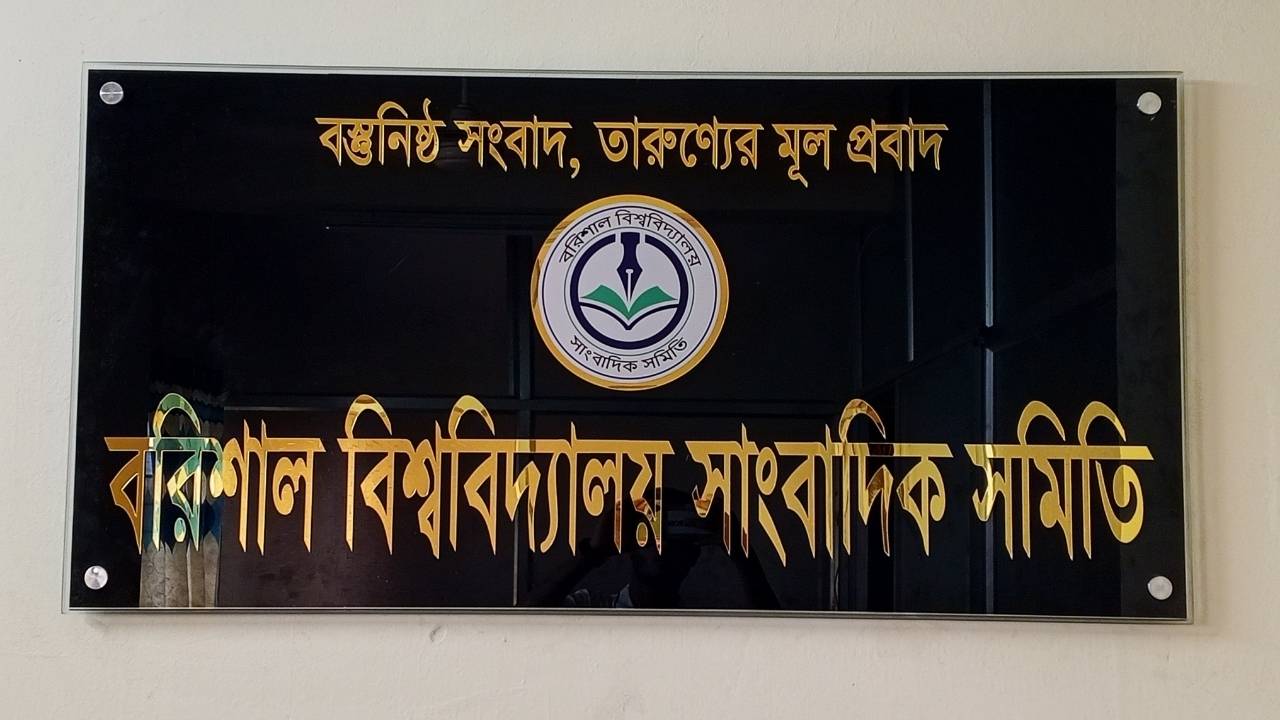 বস্তুনিষ্ঠ সংবাদ, তারুণ্যের মূল প্রবাদ
বরিশাল বিশ্ববিদ্যালয়
সাংবাদিক সমিতি
বরিশাল বিশ্ববিদ্যালয় সাংবাদিক সমিতি